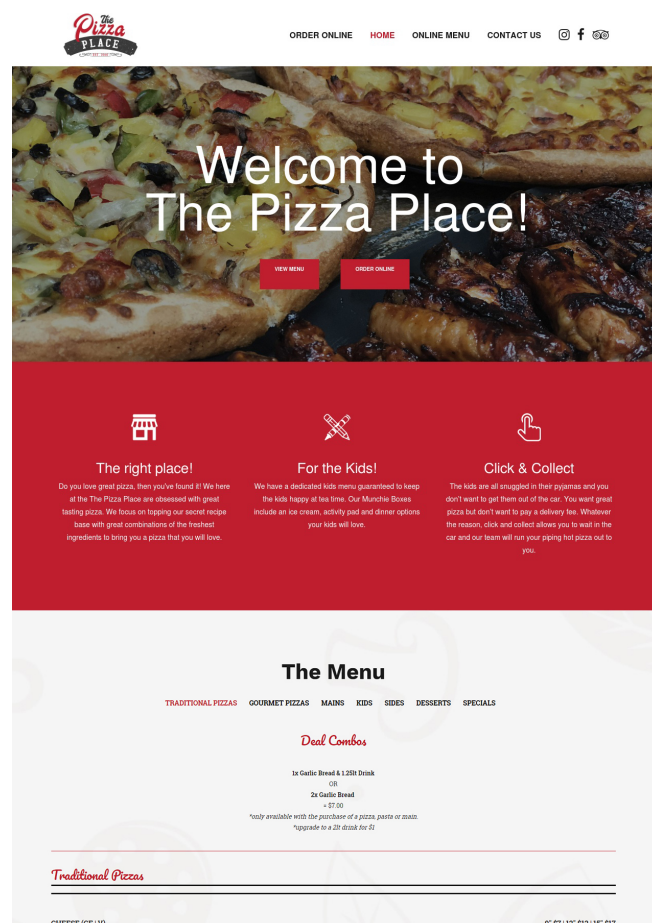 The
Pizza
PLACE
ORDER ONLINE HOME ONLINE MENU CONTACT US
Welcome to
The Pizza Place!
VIEW MENU ORDER ONLINE
The right place!
Do you love great pizza, then you've found it! We here
at the The Pizza Place are obsessed with great
tasting pizza. We focus on topping our secret recipe
base with great combinations of the freshest
ingredients to bring you a pizza that you will love.
For the Kids!
We have a dedicated kids menu guaranteed to keep
the kids happy at tea time. Our Munchie Boxes
include an ice cream, activity pad and dinner options
your kids will love.
Click & Collect
The kids are all snuggled in their pyjamas and you
don't want to get them out of the car. You want great
pizza but don't want to pay a delivery fee. Whatever
the reason, click and collect allows you to wait in the
car and our team will run your piping hot pizza out to
you.
The Menu
TRADITIONAL PIZZAS GOURMET PIZZAS MAINS KIDS SIDES DESSERTS SPECIALS
Deal Combos
1x Garlic Bread & 1.25lt Drink
OR
2x Garlic Bread
= $7.00
*only available with the purchase of a pizza, pasta or main.
*upgrade to a 2lt drink for $1
Traditional Pizzas